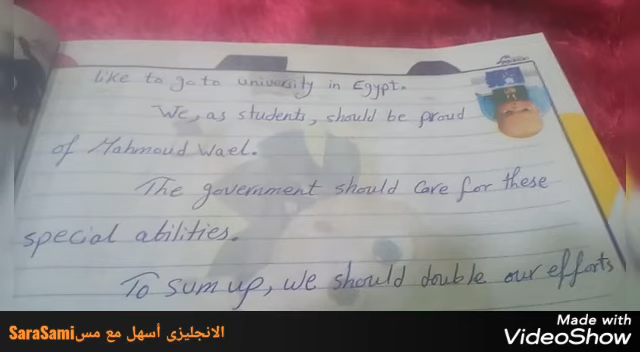 like to go to university in Egypt.
We, as students, should be proud
of Mahmoud Wael.
The government should care for these
special abilities.
To sum up, we should double our efforts
الانجليزى أسهل مع مس SaraSami
Made with
VideoShow